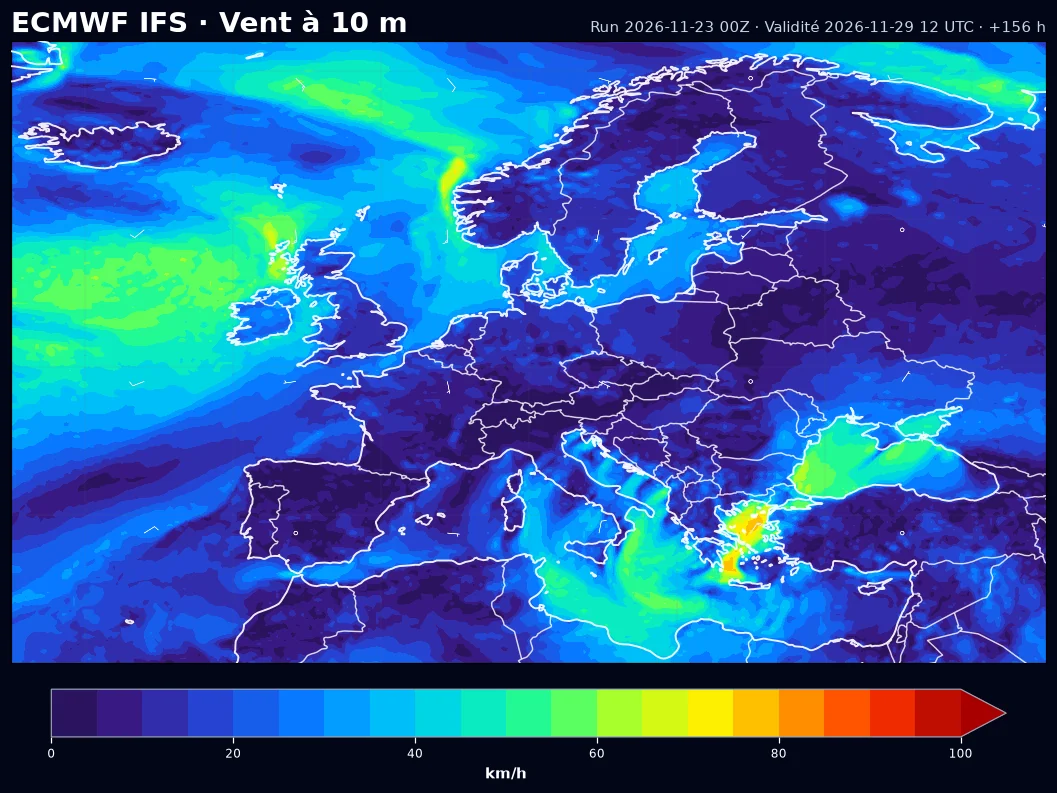 ECMWF IFS · Vent à 10 m
Run 2026-11-23 00Z · Validité 2026-11-29 12 UTC · +156 h
0 20 40 60 80 100
km/h